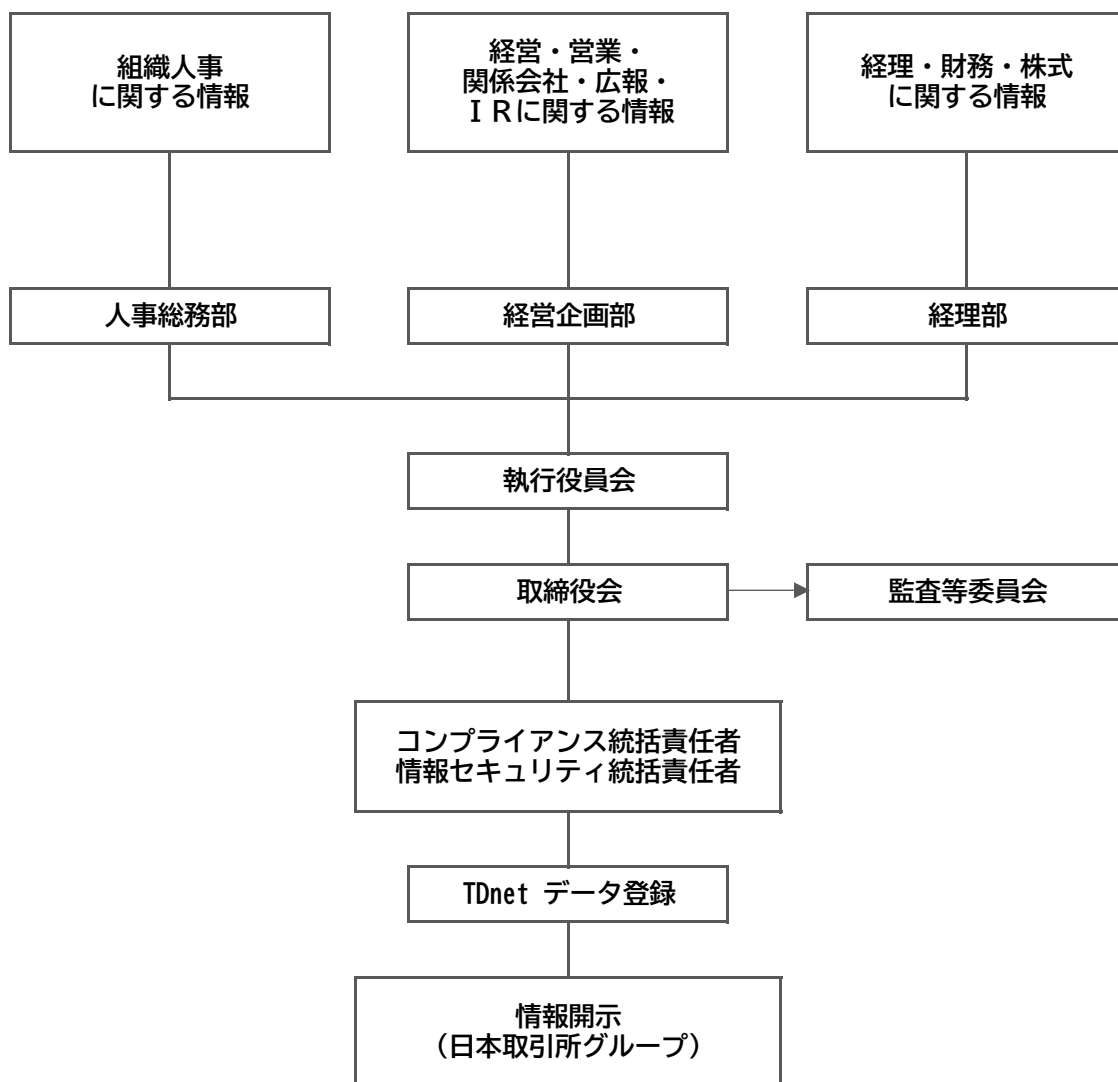 組織人事
に関する情報
経営・営業・
関係会社・広報・
ＩＲに関する情報
経理・財務・株式
に関する情報
人事総務部
経営企画部
経理部
執行役員会
取締役会
監査等委員会
コンプライアンス統括責任者
情報セキュリティ統括責任者
TDnet データ登録
情報開示
（日本取引所グループ）